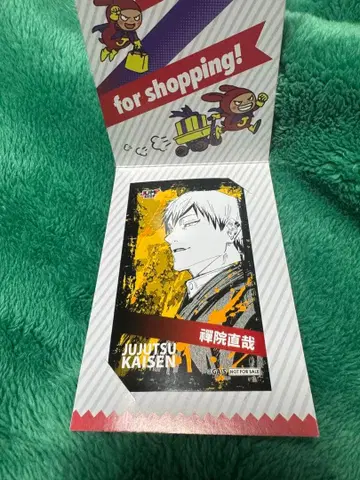 for shopping!
J
J
JUJUTSU
KAISEN
禪院直哉
©G/S NOT FOR SALE